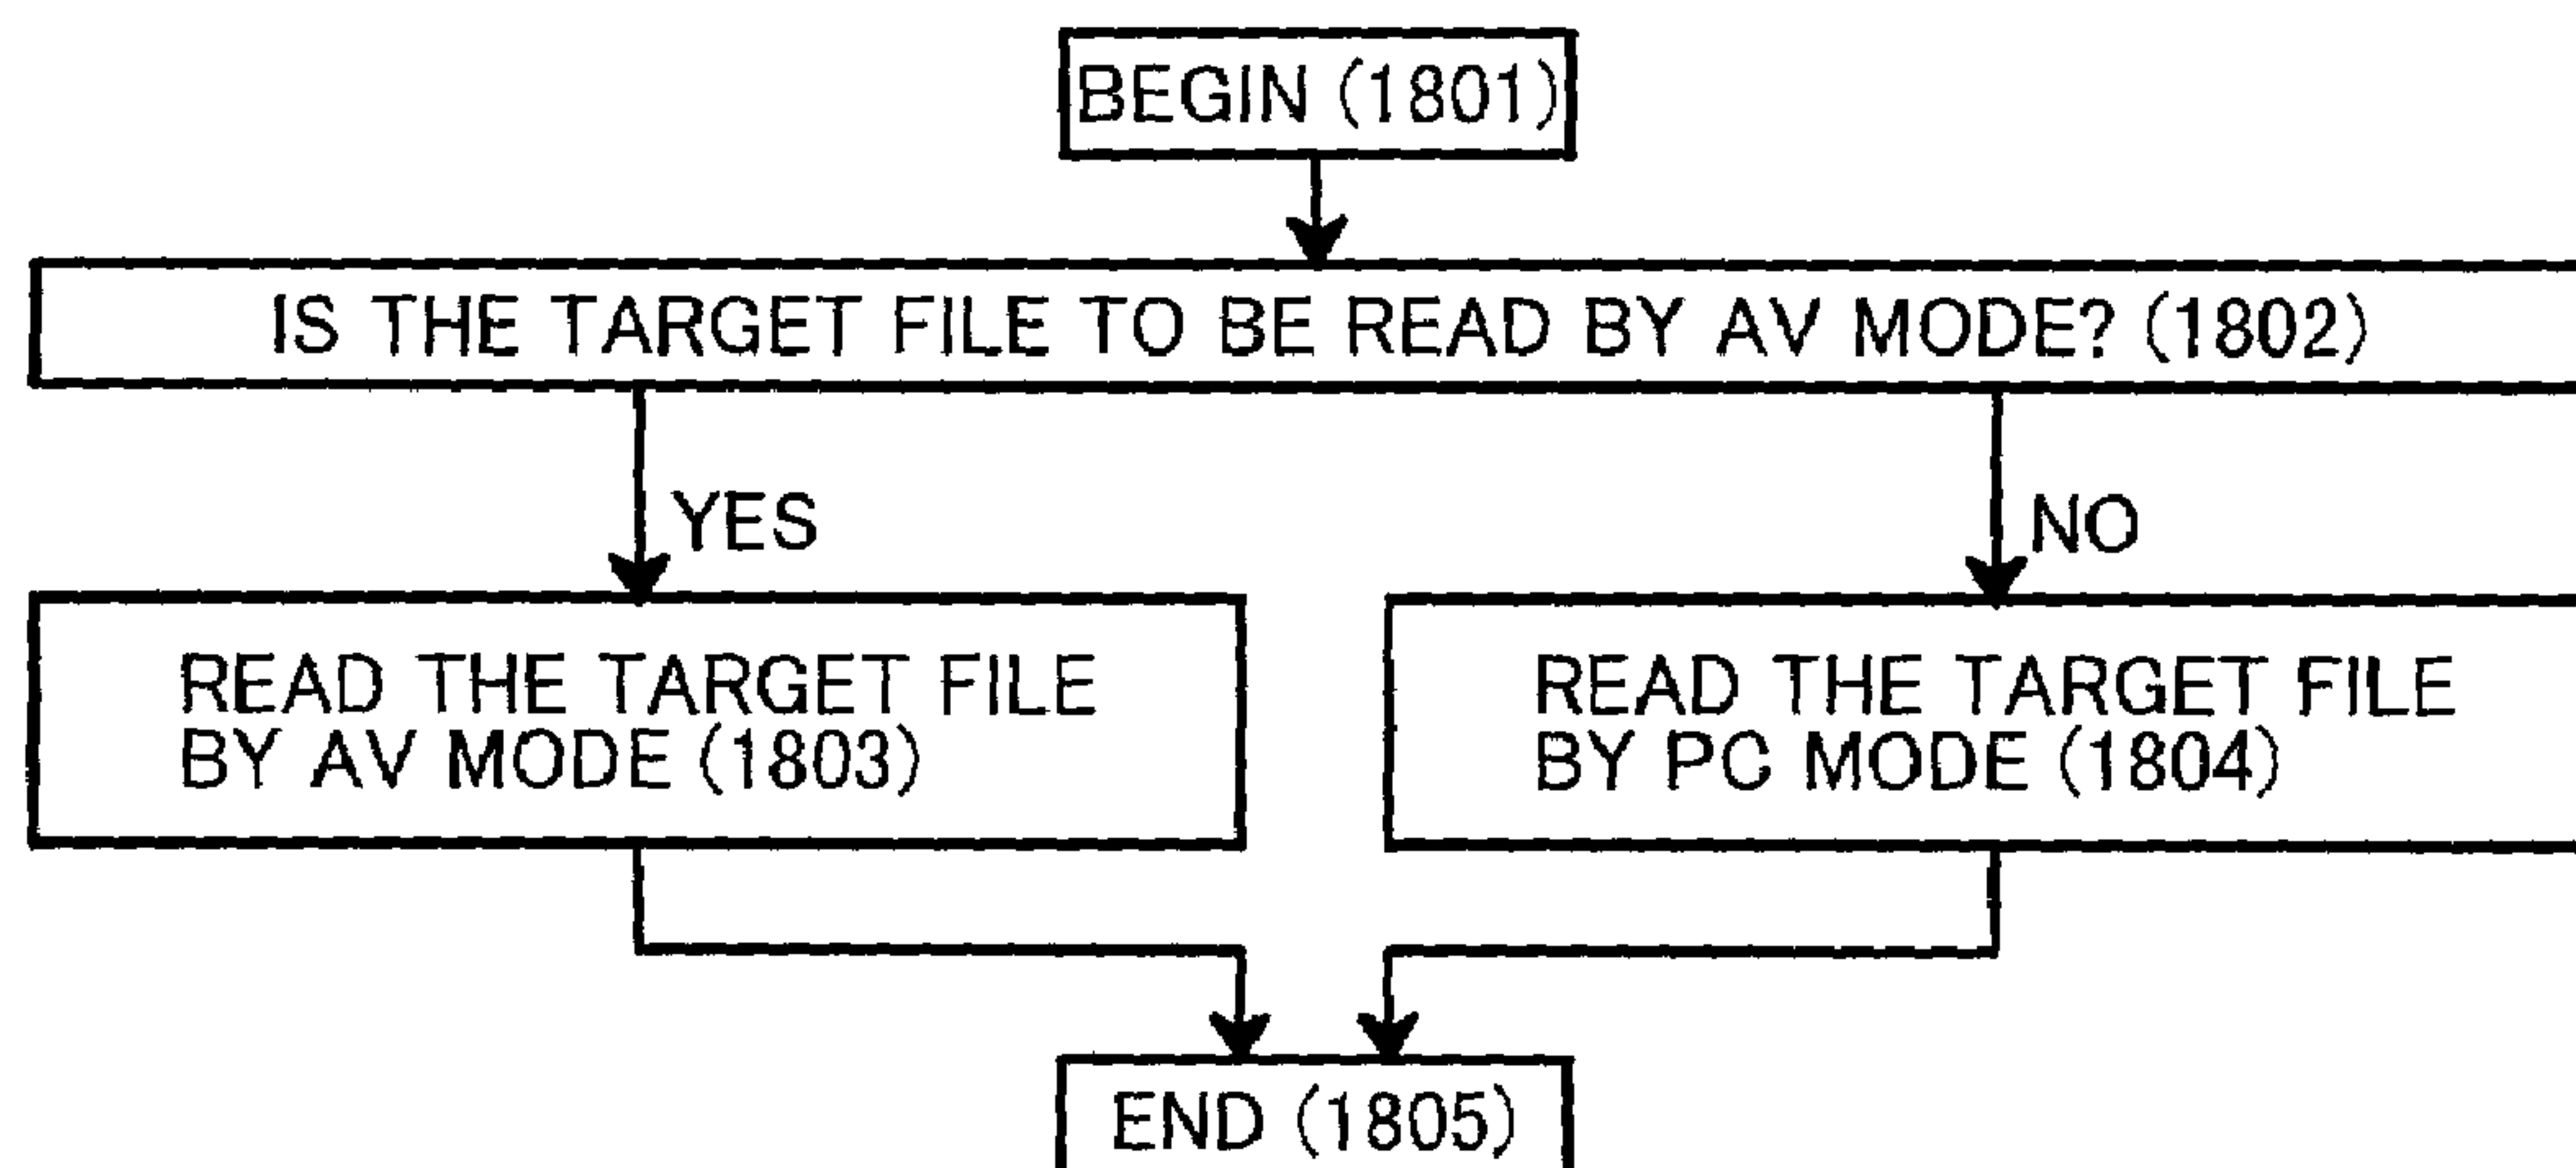 BEGIN (1801)
IS THE TARGET FILE TO BE READ BY AV MODE? (1802)
YES
NO
READ THE TARGET FILE
BY AV MODE (1803)
READ THE TARGET FILE
BY PC MODE (1804)
END (1805)